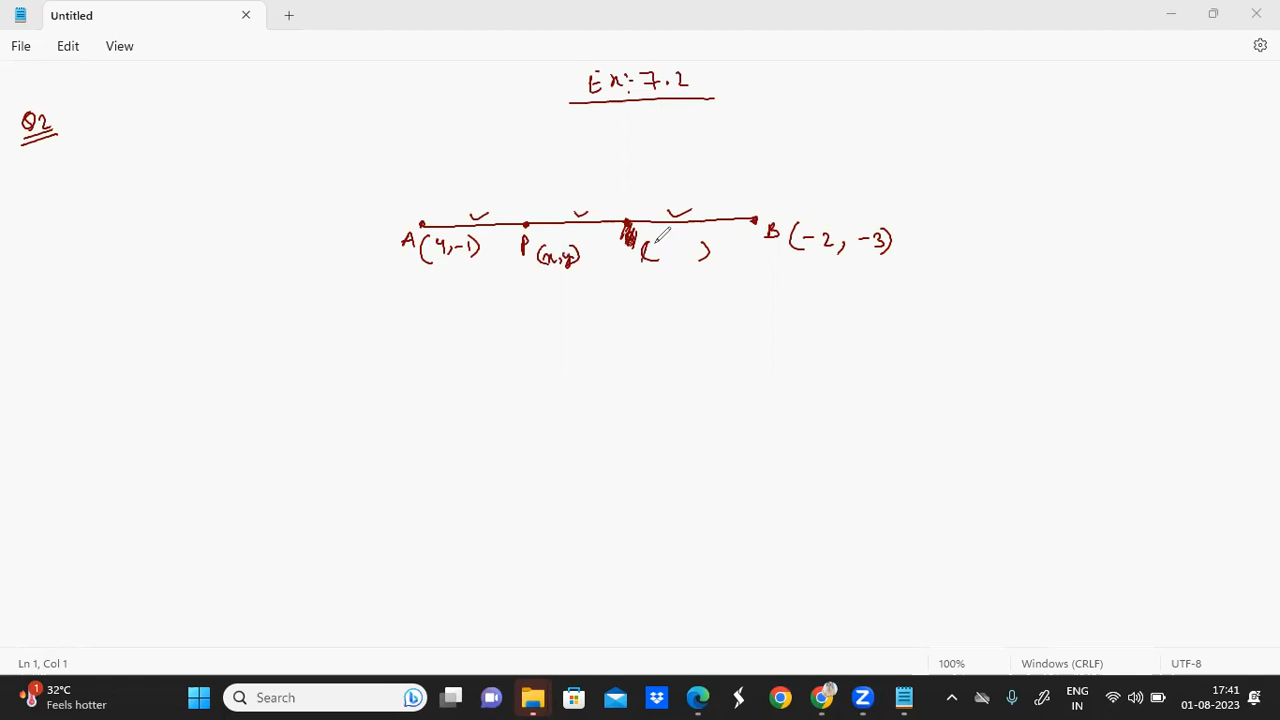 Untitled
File Edit View
Ex:- 7.2
Q2
A (4,-1) P (x,y) ( ) B (-2, -3)
Ln 1, Col 1 100% Windows (CRLF) UTF-8
1 32°C
Feels hotter
Search
ENG
IN
17:41
01-08-2023